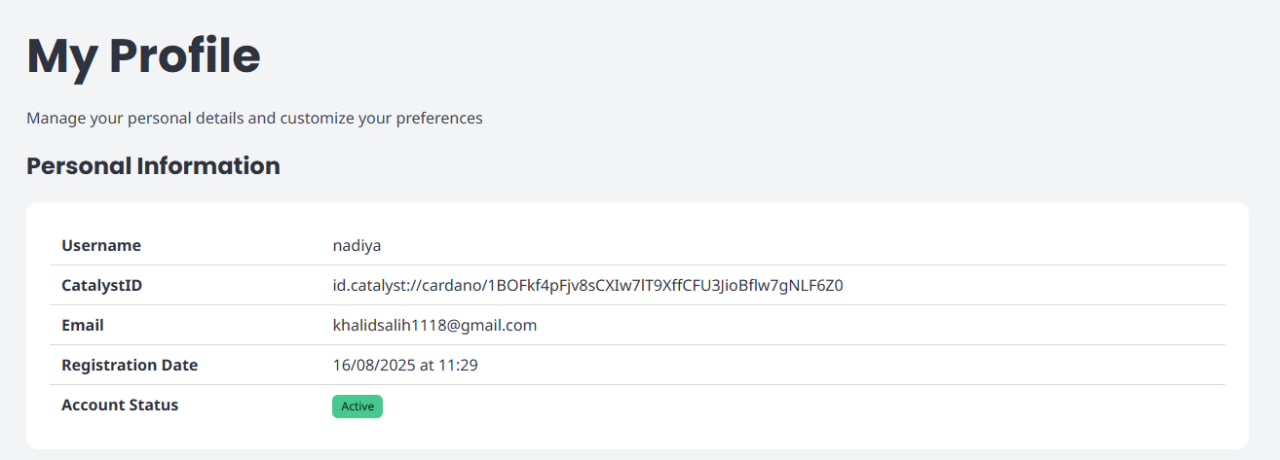 My Profile
Manage your personal details and customize your preferences
Personal Information
Username nadiya
CatalystID id.catalyst://cardano/1BOFkf4pFjv8sCXIw7lT9XffCFU3JioBflw7gNLF6Z0
Email khalidsalih1118@gmail.com
Registration Date 16/08/2025 at 11:29
Account Status Active